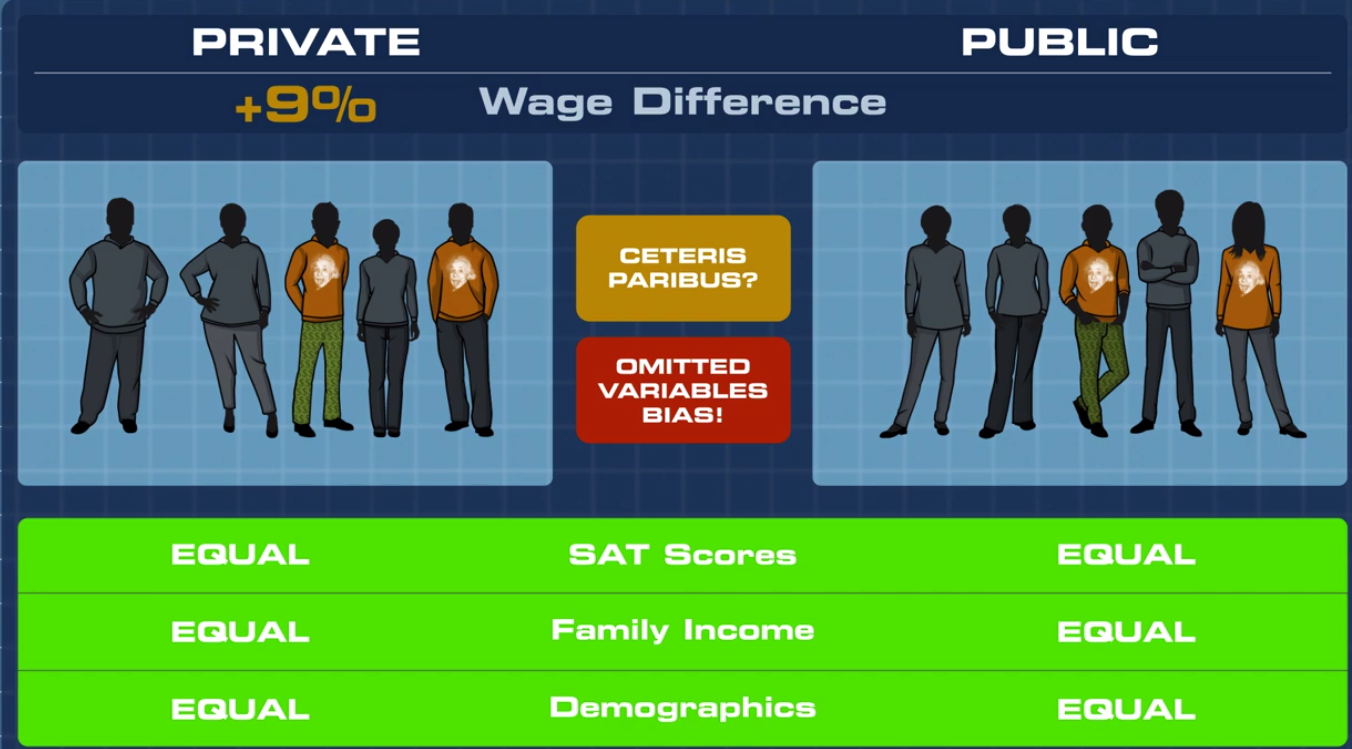 PRIVATE PUBLIC
+9% Wage Difference
CETERIS
PARIBUS?
OMITTED
VARIABLES
BIAS!
EQUAL SAT Scores EQUAL
EQUAL Family Income EQUAL
EQUAL Demographics EQUAL